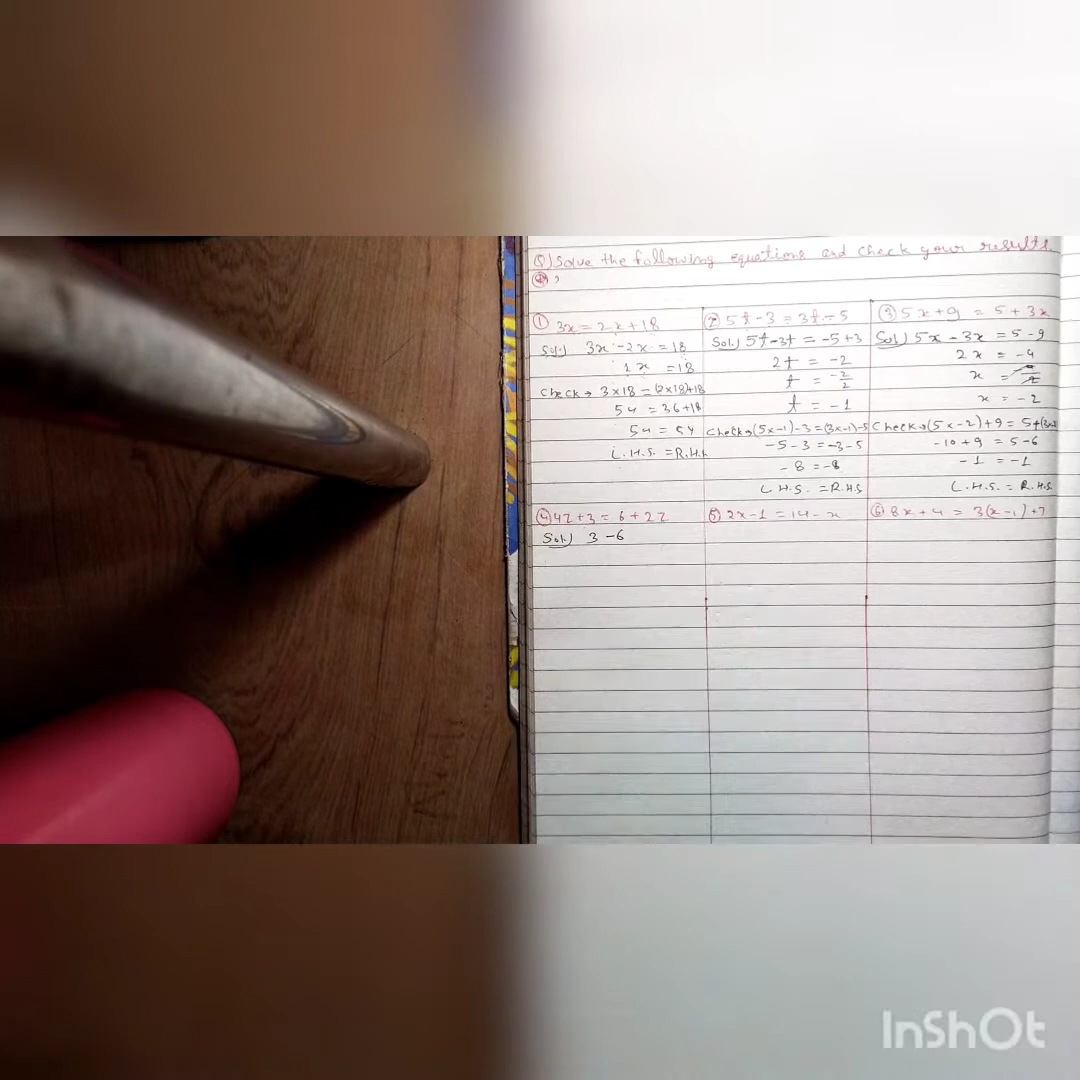 Q) Solve the following equations and check your results.
① 3x = 2x + 18
Sol.) 3x - 2x = 18
1x = 18
Check → 3×18 = (2×18)+18
54 = 36+18
54 = 54
L.H.S. = R.H.
② 5t - 3 = 3t - 5
Sol.) 5t - 3t = -5 + 3
2t = -2
t = -2/2
t = -1
Check → (5×-1) - 3 = (3×-1) - 5
-5 - 3 = -3 - 5
-8 = -8
L.H.S. = R.H.S
③ 5x + 9 = 5 + 3x
Sol.) 5x - 3x = 5 - 9
2x = -4
x =
x = -2
Check → (5×-2) + 9 = 5 + (3×
-10 + 9 = 5 - 6
-1 = -1
L.H.S. = R.H.S.
④ 4z + 3 = 6 + 2z
Sol.) 3 - 6
⑤ 2x - 1 = 14 - x
⑥ 8x + 4 = 3(x - 1) + 7
InShOt